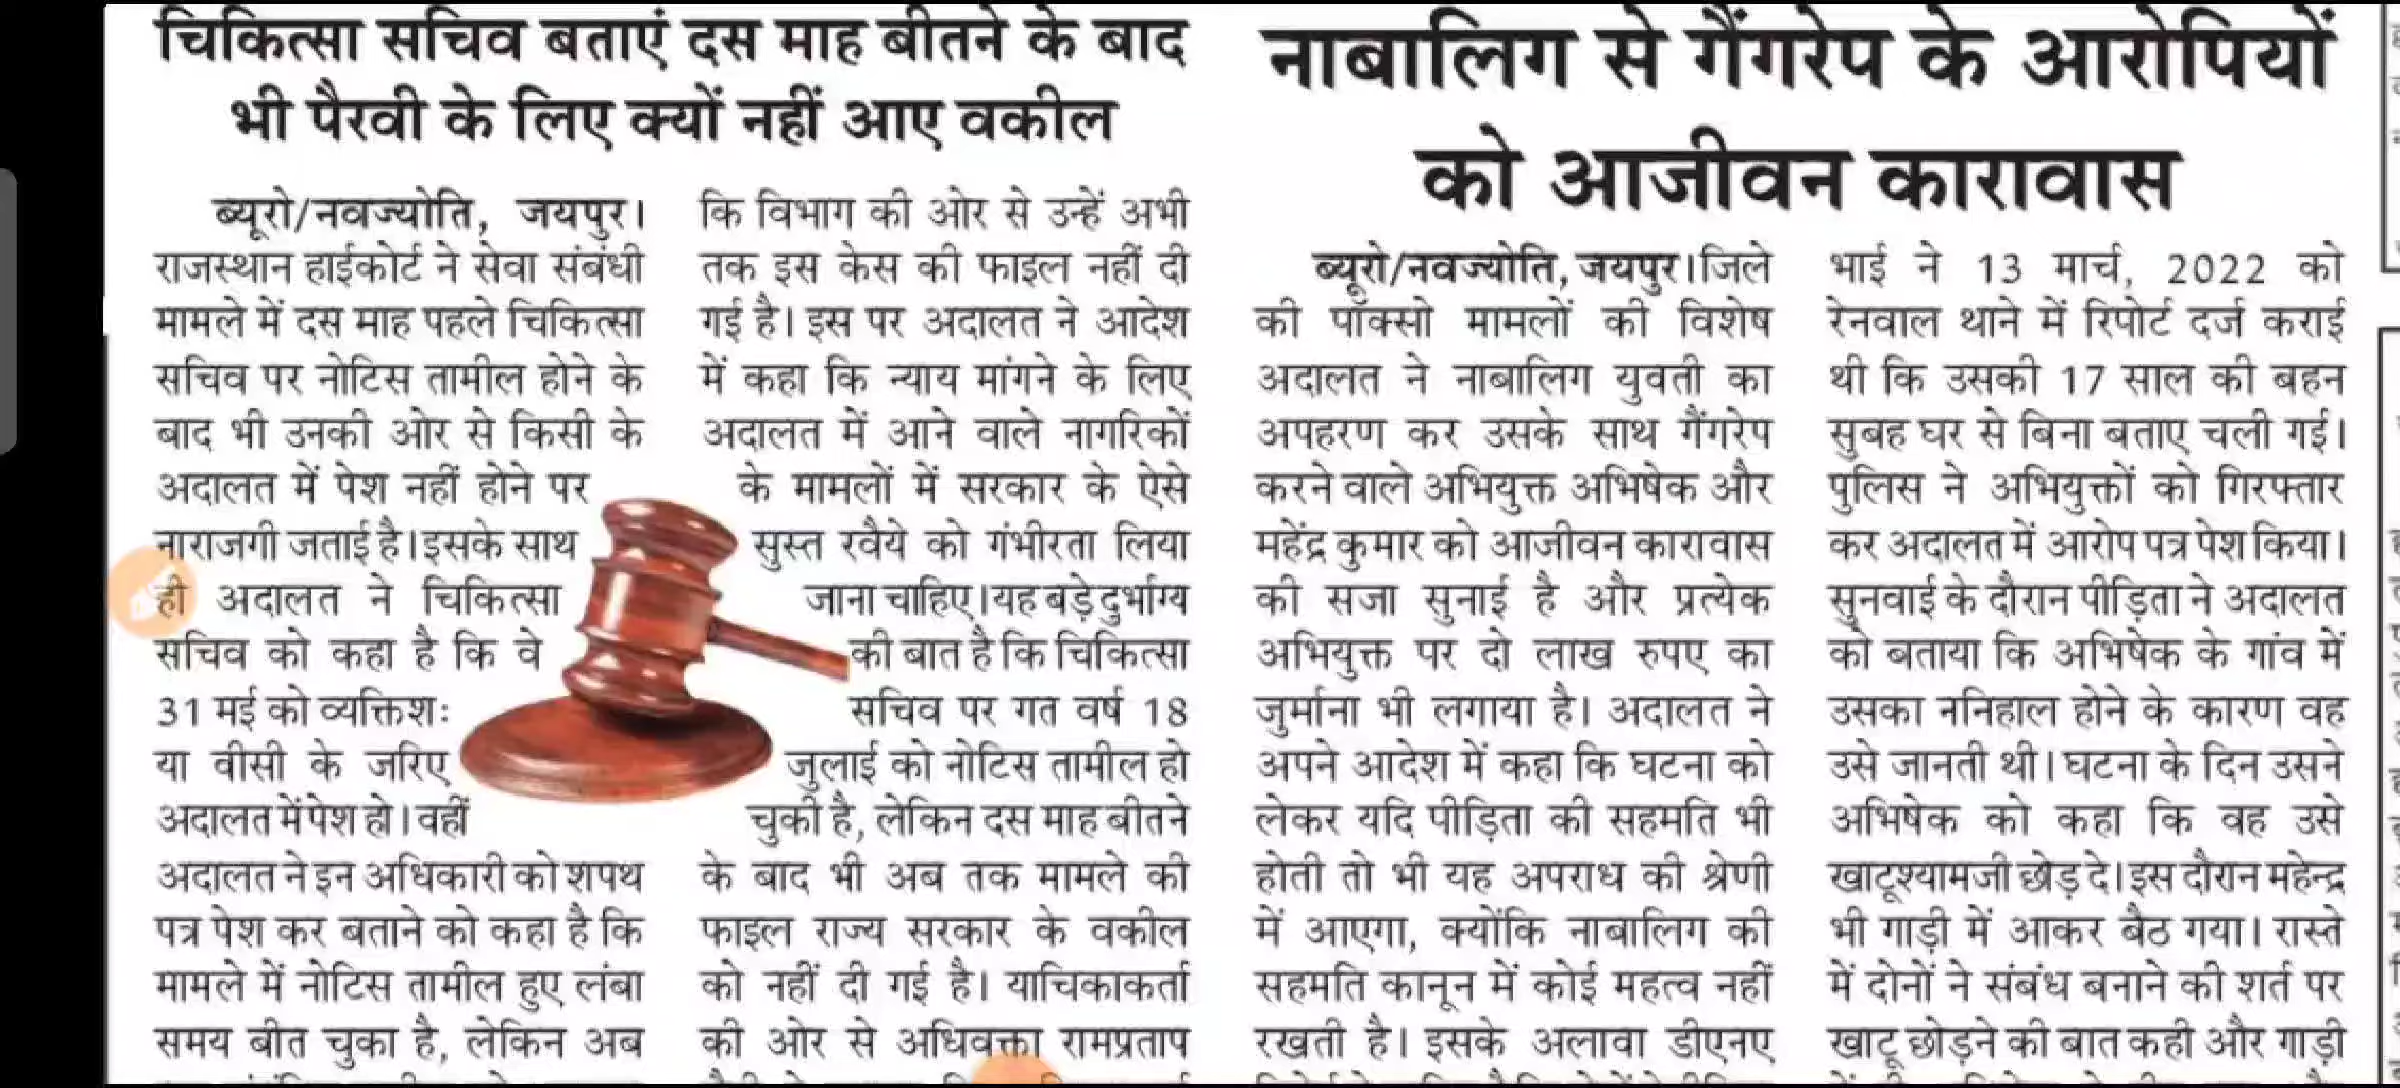 चिकित्सा सचिव बताएं दस माह बीतने के बाद
भी पैरवी के लिए क्यों नहीं आए वकील
ब्यूरो/नवज्योति, जयपुर।
राजस्थान हाईकोर्ट ने सेवा संबंधी
मामले में दस माह पहले चिकित्सा
सचिव पर नोटिस तामील होने के
बाद भी उनकी ओर से किसी के
अदालत में पेश नहीं होने पर
नाराजगी जताई है।इसके साथ
ही अदालत ने चिकित्सा
सचिव को कहा है कि वे
31 मई को व्यक्तिशः
या वीसी के जरिए
अदालत में पेश हो। वहीं
अदालत ने इन अधिकारी को शपथ
पत्र पेश कर बताने को कहा है कि
मामले में नोटिस तामील हुए लंबा
समय बीत चुका है, लेकिन अब
कि विभाग की ओर से उन्हें अभी
तक इस केस की फाइल नहीं दी
गई है। इस पर अदालत ने आदेश
में कहा कि न्याय मांगने के लिए
अदालत में आने वाले नागरिकों
के मामलों में सरकार के ऐसे
सुस्त रवैये को गंभीरता लिया
जाना चाहिए।यह बड़े दुर्भाग्य
की बात है कि चिकित्सा
सचिव पर गत वर्ष 18
जुलाई को नोटिस तामील हो
चुकी है, लेकिन दस माह बीतने
के बाद भी अब तक मामले की
फाइल राज्य सरकार के वकील
को नहीं दी गई है। याचिकाकर्ता
की ओर से अधिवक्ता रामप्रताप
नाबालिग से गैंगरेप के आरोपियों
को आजीवन कारावास
ब्यूरो/नवज्योति, जयपुर।जिले
की पॉक्सो मामलों की विशेष
अदालत ने नाबालिग युवती का
अपहरण कर उसके साथ गैंगरेप
करने वाले अभियुक्त अभिषेक और
महेंद्र कुमार को आजीवन कारावास
की सजा सुनाई है और प्रत्येक
अभियुक्त पर दो लाख रुपए का
जुर्माना भी लगाया है। अदालत ने
अपने आदेश में कहा कि घटना को
लेकर यदि पीड़िता की सहमति भी
होती तो भी यह अपराध की श्रेणी
में आएगा, क्योंकि नाबालिग की
सहमति कानून में कोई महत्व नहीं
रखती है। इसके अलावा डीएनए
भाई ने 13 मार्च, 2022 को
रेनवाल थाने में रिपोर्ट दर्ज कराई
थी कि उसकी 17 साल की बहन
सुबह घर से बिना बताए चली गई।
पुलिस ने अभियुक्तों को गिरफ्तार
कर अदालत में आरोप पत्र पेश किया।
सुनवाई के दौरान पीड़िता ने अदालत
को बताया कि अभिषेक के गांव में
उसका ननिहाल होने के कारण वह
उसे जानती थी। घटना के दिन उसने
अभिषेक को कहा कि वह उसे
खाटूश्यामजी छोड़ दे।इस दौरान महेन्द्र
भी गाड़ी में आकर बैठ गया। रास्ते
में दोनों ने संबंध बनाने की शर्त पर
खाटू छोड़ने की बात कही और गाड़ी